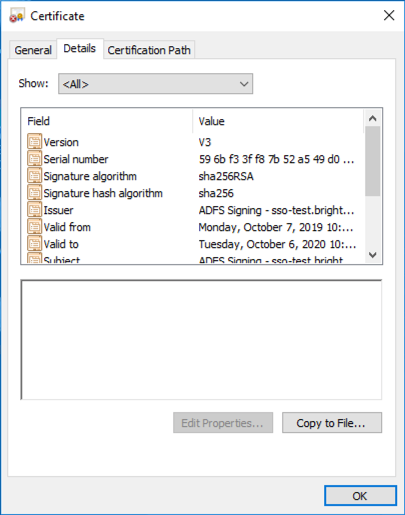 Certificate
General Details Certification Path
Show: <All>
Field Value
Version V3
Serial number 59 6b f3 3f f8 7b 52 a5 49 d0 ...
Signature algorithm sha256RSA
Signature hash algorithm sha256
Issuer ADFS Signing - sso-test.bright...
Valid from Monday, October 7, 2019 10:...
Valid to Tuesday, October 6, 2020 10:...
Subject ADFS Signing - sso-test.bright...
Edit Properties... Copy to File...
OK